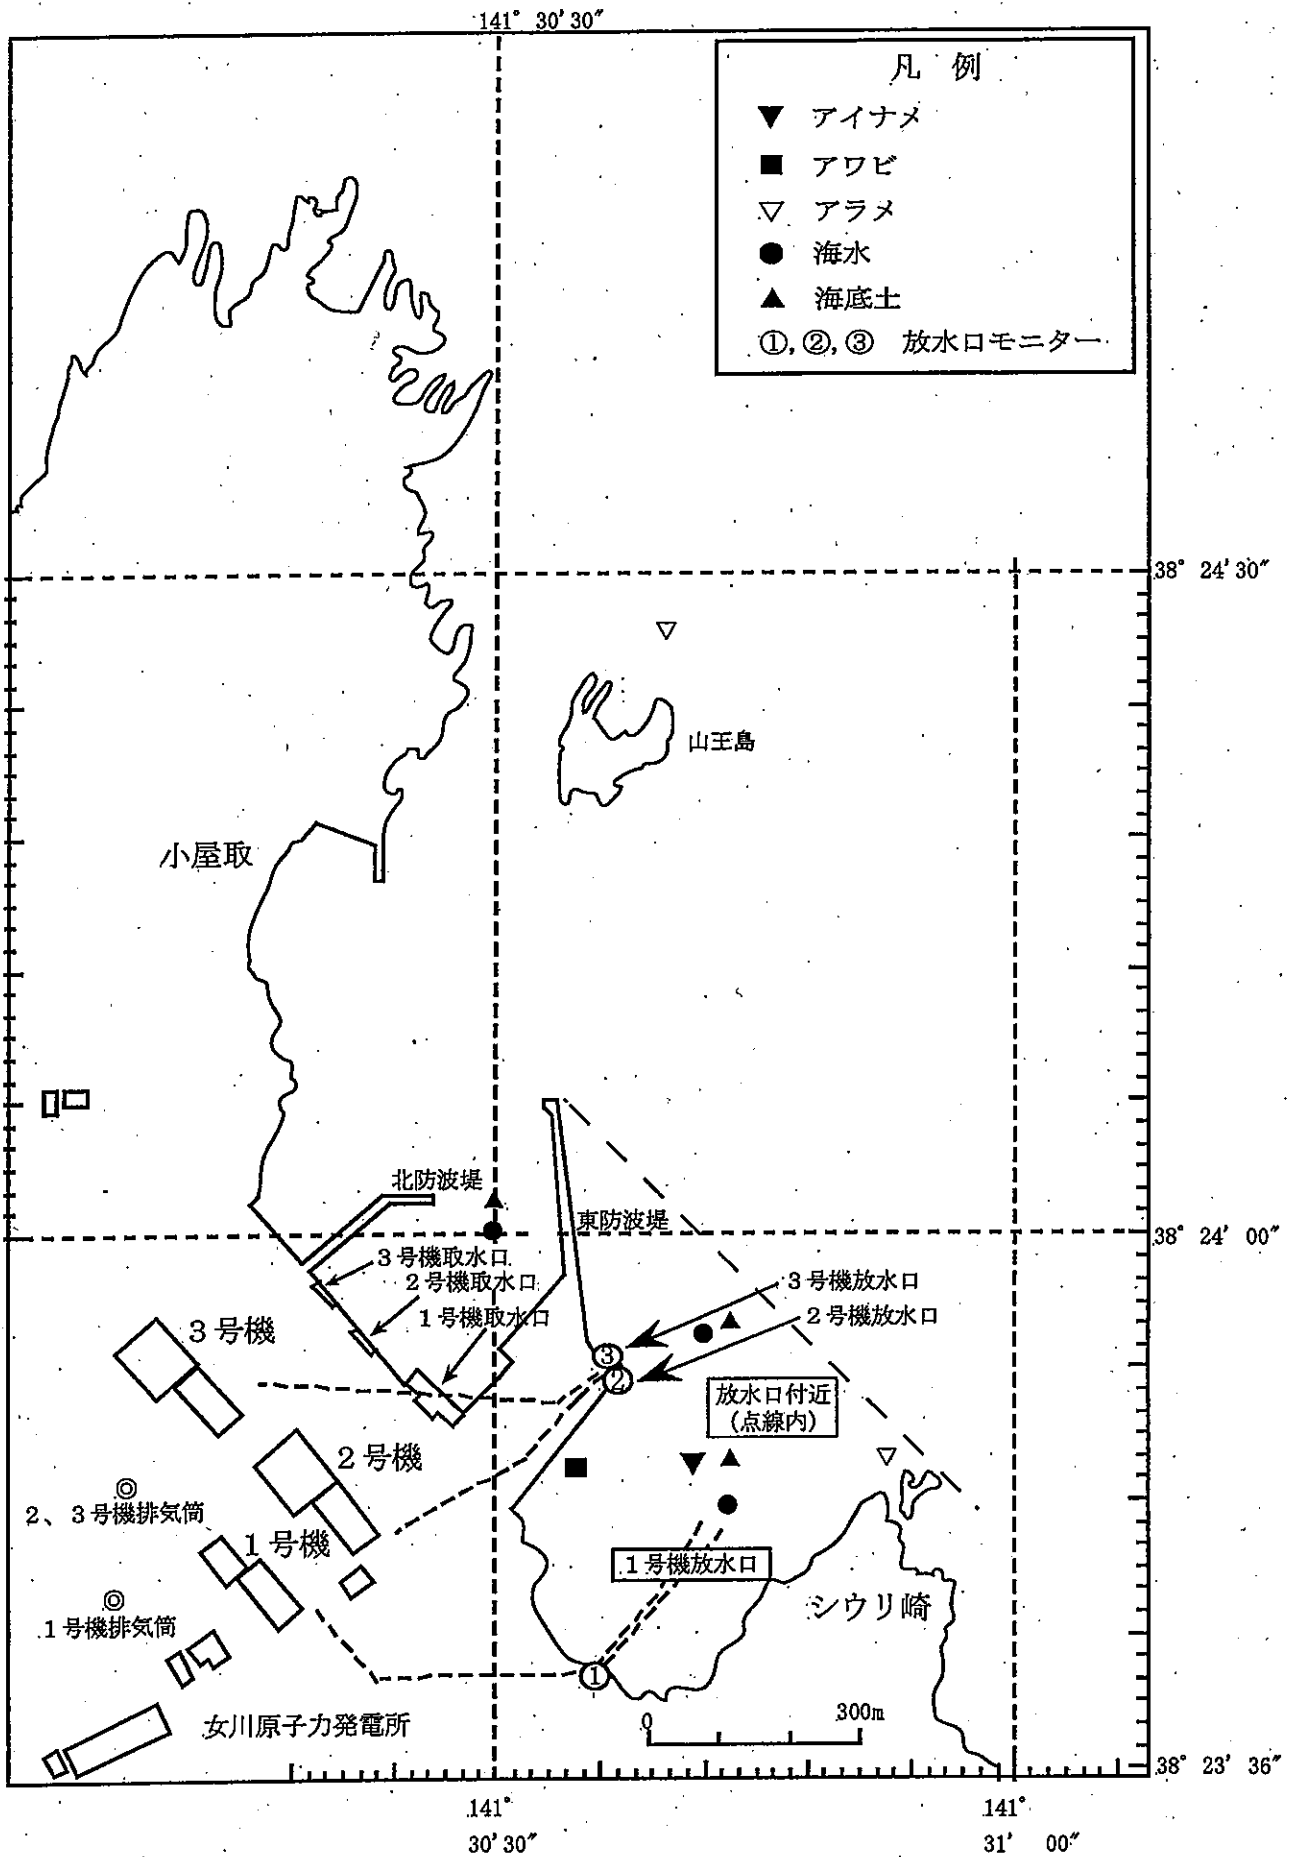 141° 30′30″
凡 例
▼ アイナメ
■ アワビ
▽ アラメ
● 海水
▲ 海底土
①,②,③ 放水口モニター
38° 24′30″
山王島
小屋取
北防波堤
東防波堤
38° 24′ 00″
3号機取水口
2号機取水口
1号機取水口
3号機放水口
2号機放水口
3号機
③
②
放水口付近
(点線内)
2号機
2、3号機排気筒
1号機
1号機放水口
シウリ崎
1号機排気筒
①
女川原子力発電所
0 300m
38° 23′ 36″
141°
30′30″
141°
31′ 00″